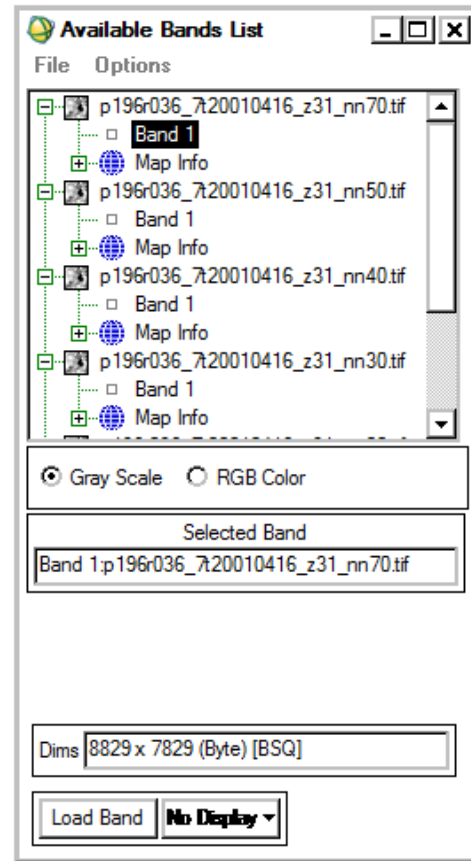 Available Bands List
File Options
p196r036_7t20010416_z31_nn70.tif
Band 1
Map Info
p196r036_7t20010416_z31_nn50.tif
Band 1
Map Info
p196r036_7t20010416_z31_nn40.tif
Band 1
Map Info
p196r036_7t20010416_z31_nn30.tif
Band 1
Map Info
Gray Scale RGB Color
Selected Band
Band 1:p196r036_7t20010416_z31_nn70.tif
Dims 8829 x 7829 (Byte) [BSQ]
Load Band No Display